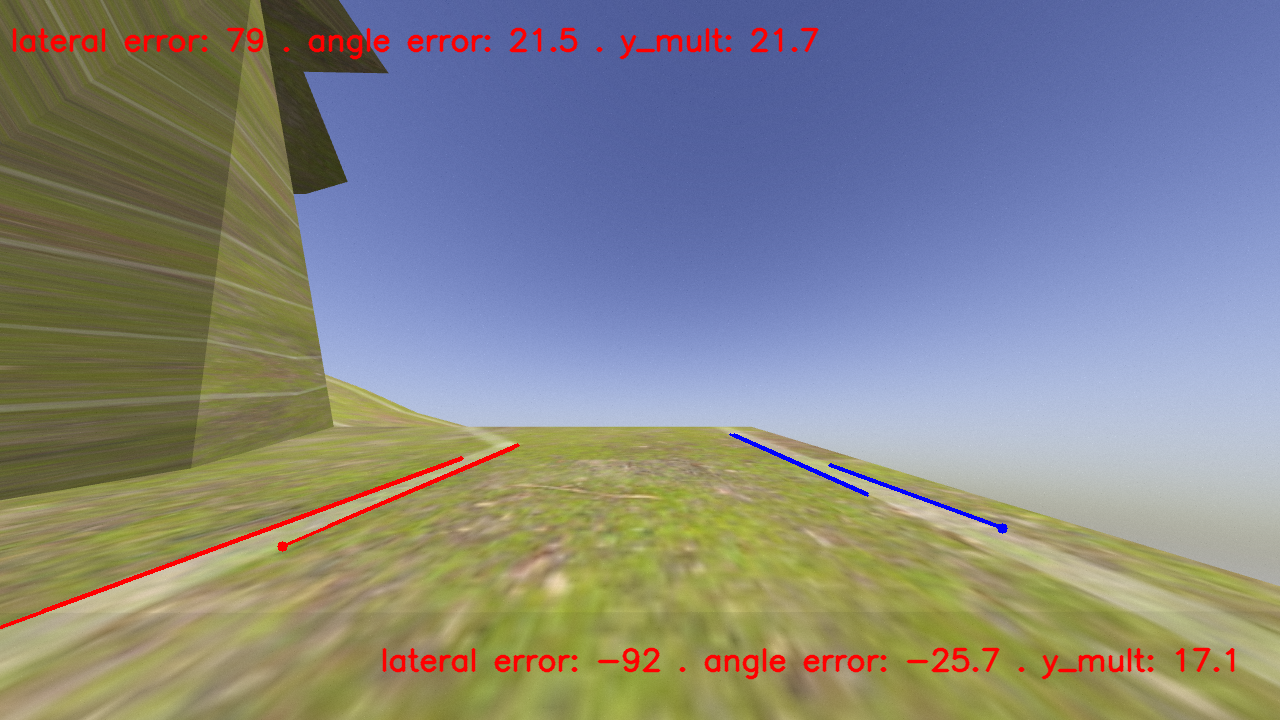 lateral error: 79 . angle error: 21.5 . y_mult: 21.7
lateral error: -92 . angle error: -25.7 . y_mult: 17.1